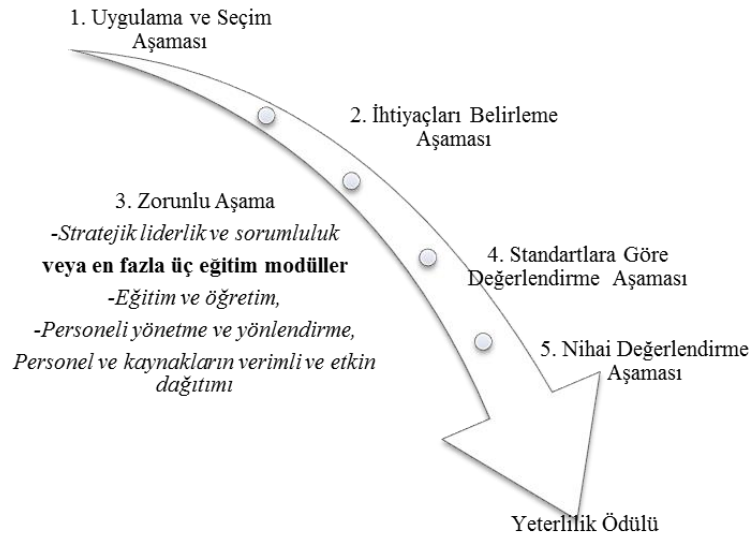 1. Uygulama ve Seçim
Aşaması
2. İhtiyaçları Belirleme
Aşaması
3. Zorunlu Aşama
-Stratejik liderlik ve sorumluluk
veya en fazla üç eğitim modüller
-Eğitim ve öğretim,
-Personeli yönetme ve yönlendirme,
Personel ve kaynakların verimli ve etkin
dağıtımı
4. Standartlara Göre
Değerlendirme Aşaması
5. Nihai Değerlendirme
Aşaması
Yeterlilik Ödülü